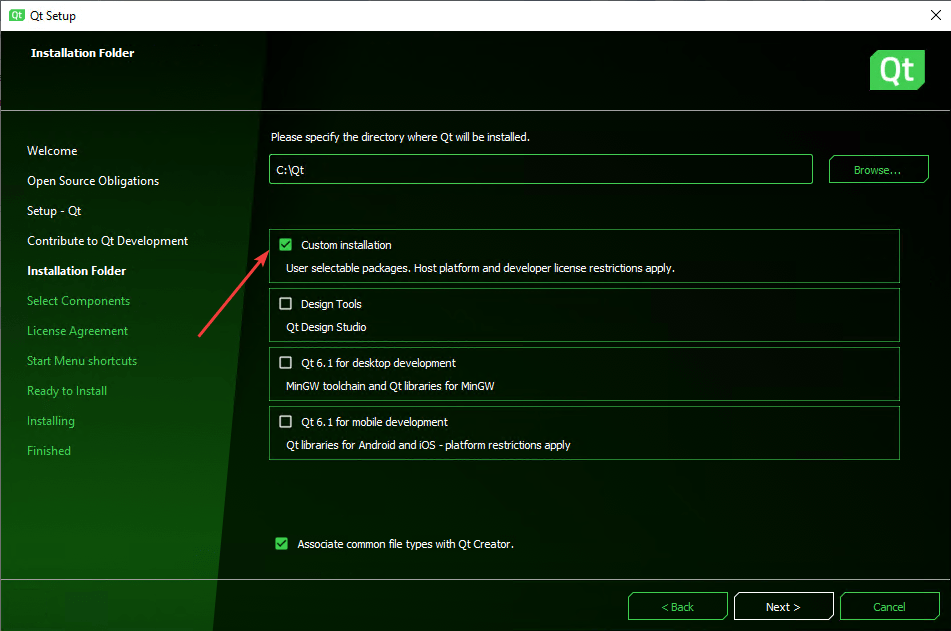 Qt Qt Setup
Installation Folder
Qt
Welcome
Open Source Obligations
Setup - Qt
Contribute to Qt Development
Installation Folder
Select Components
License Agreement
Start Menu shortcuts
Ready to Install
Installing
Finished
Please specify the directory where Qt will be installed.
C:\Qt
Browse...
Custom installation
User selectable packages. Host platform and developer license restrictions apply.
Design Tools
Qt Design Studio
Qt 6.1 for desktop development
MinGW toolchain and Qt libraries for MinGW
Qt 6.1 for mobile development
Qt libraries for Android and iOS - platform restrictions apply
Associate common file types with Qt Creator.
< Back
Next >
Cancel